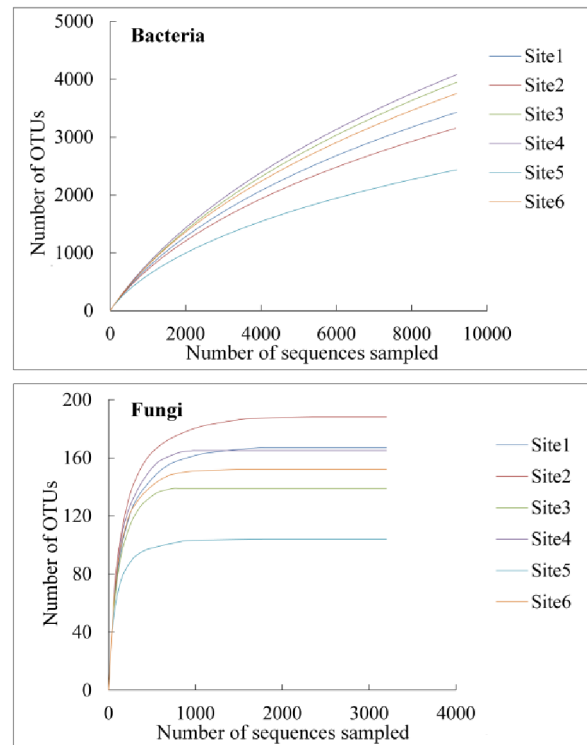 Bacteria
5000
4000
3000
2000
1000
0
Number of OTUs
0 2000 4000 6000 8000 10000
Number of sequences sampled
Site1
Site2
Site3
Site4
Site5
Site6
Fungi
200
160
120
80
40
0
Number of OTUs
0 1000 2000 3000 4000
Number of sequences sampled
Site1
Site2
Site3
Site4
Site5
Site6